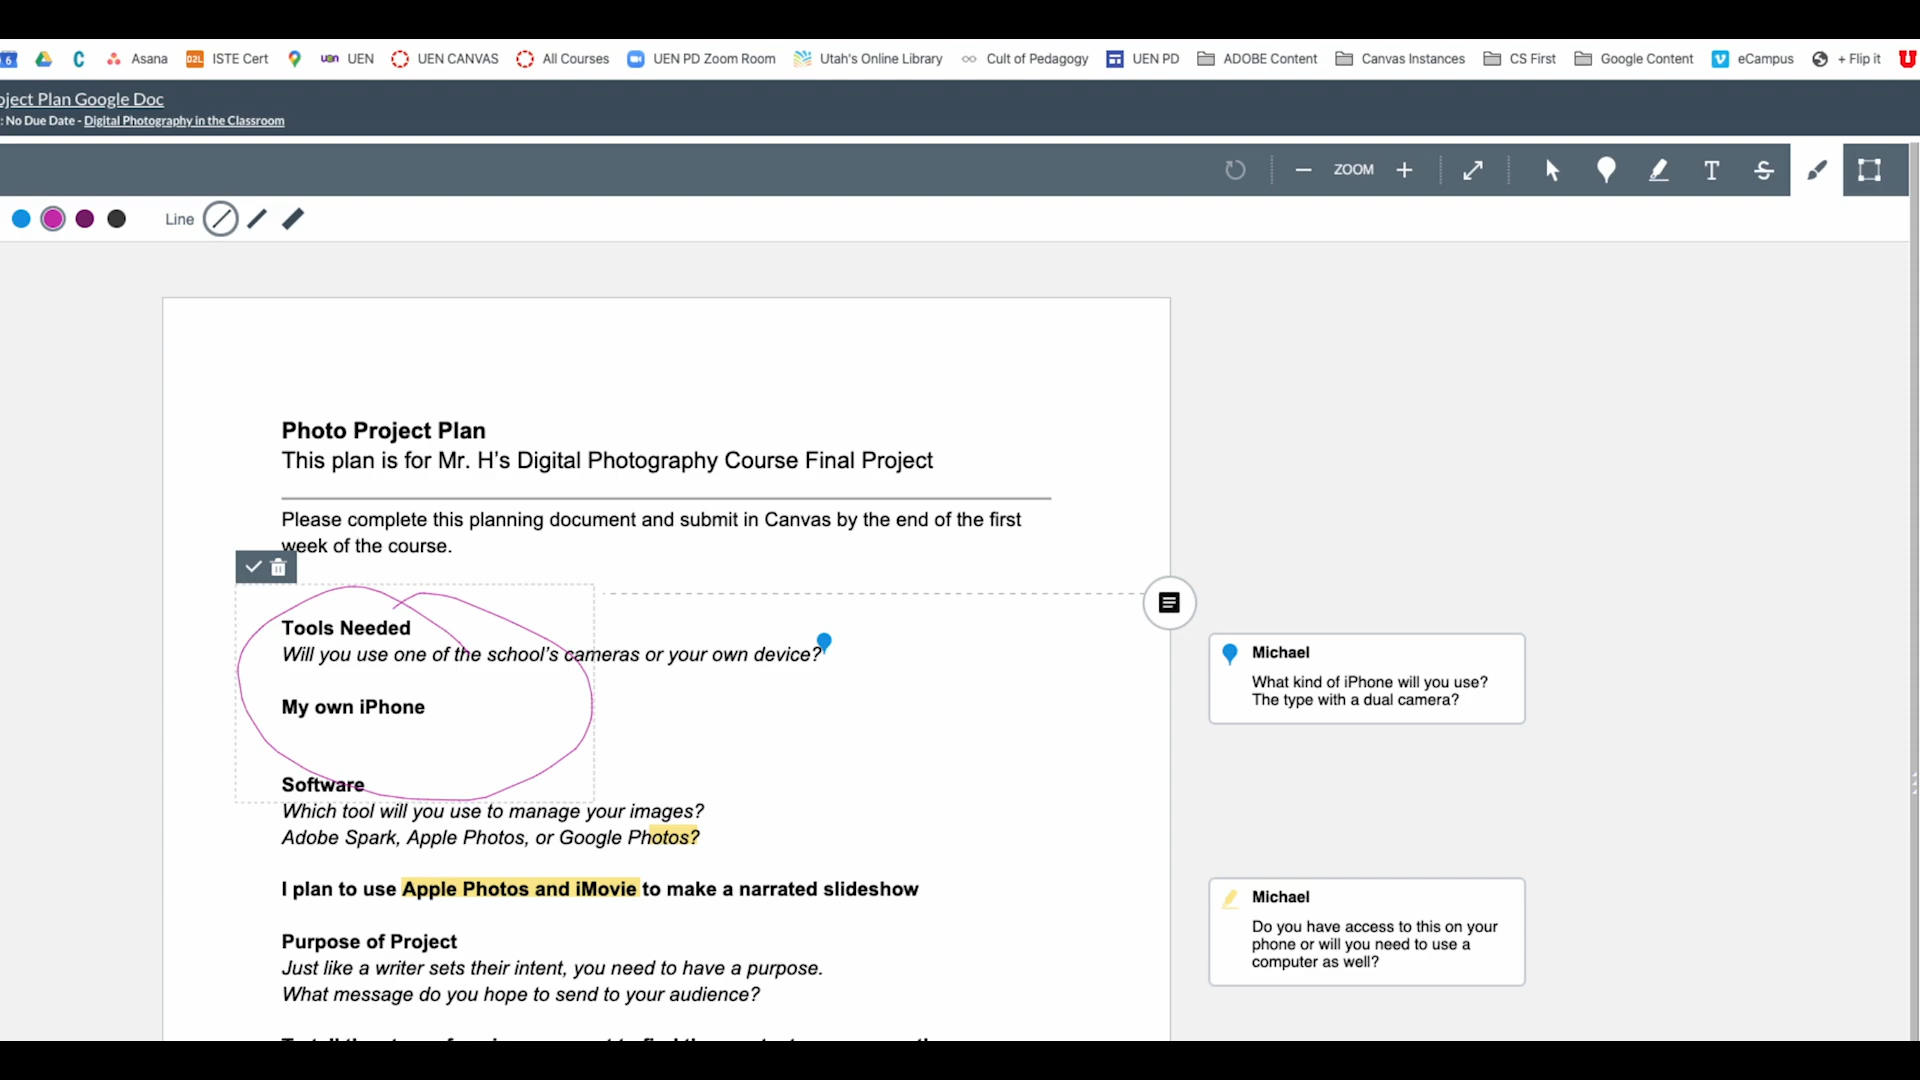 6 Asana D2L ISTE Cert uen UEN UEN CANVAS All Courses UEN PD Zoom Room Utah's Online Library Cult of Pedagogy UEN PD ADOBE Content Canvas Instances CS First Google Content eCampus + Flip it
oject Plan Google Doc
: No Due Date - Digital Photography in the Classroom
ZOOM
T
Line
Photo Project Plan
This plan is for Mr. H’s Digital Photography Course Final Project
Please complete this planning document and submit in Canvas by the end of the first
week of the course.
Tools Needed
Will you use one of the school’s cameras or your own device?
My own iPhone
Software
Which tool will you use to manage your images?
Adobe Spark, Apple Photos, or Google Photos?
I plan to use Apple Photos and iMovie to make a narrated slideshow
Purpose of Project
Just like a writer sets their intent, you need to have a purpose.
What message do you hope to send to your audience?
Michael
What kind of iPhone will you use?
The type with a dual camera?
Michael
Do you have access to this on your
phone or will you need to use a
computer as well?